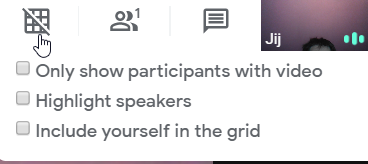 1
Jij
Only show participants with video
Highlight speakers
Include yourself in the grid